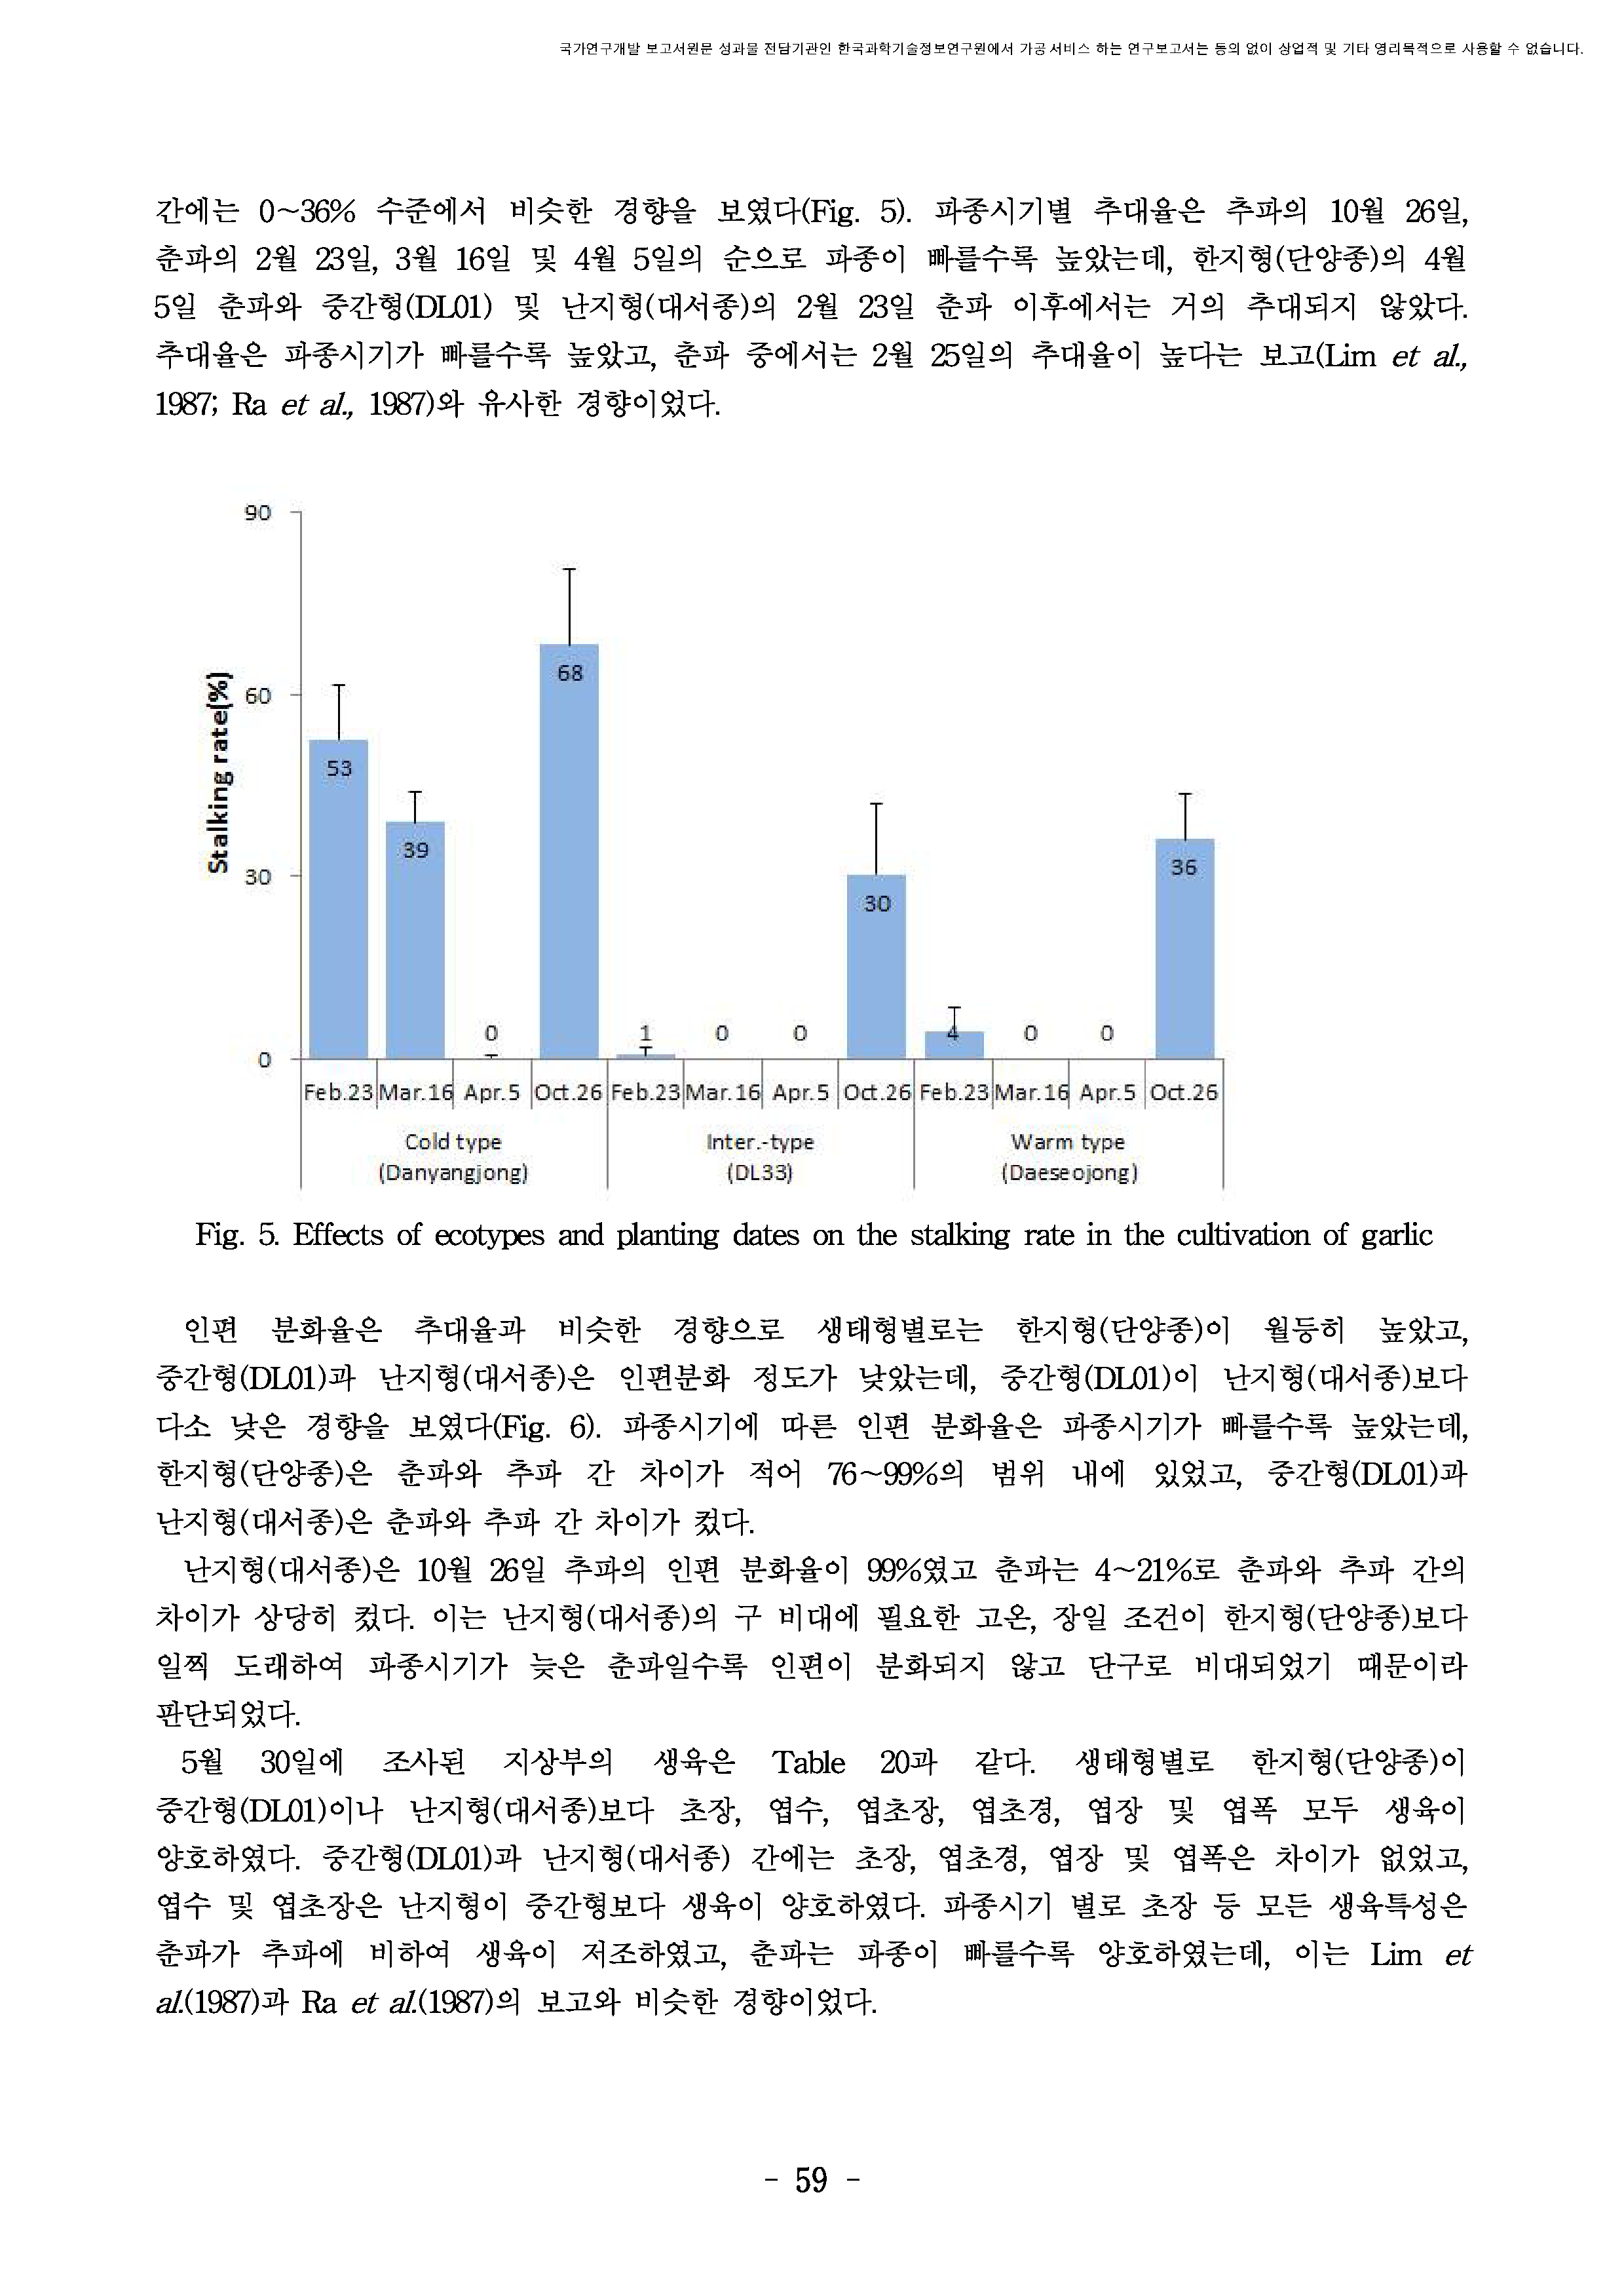 국가연구개발 보고서원문 성과물 전담기관인 한국과학기술정보연구원에서 가공·서비스 하는 연구보고서는 동의 없이 상업적 및 기타 영리목적으로 사용할 수 없습니다.
간에는 0~36% 수준에서 비슷한 경향을 보였다(Fig. 5). 파종시기별 추대율은 추파의 10월 26일,
춘파의 2월 23일, 3월 16일 및 4월 5일의 순으로 파종이 빠를수록 높았는데, 한지형(단양종)의 4월
5일 춘파와 중간형(DL01) 및 난지형(대서종)의 2월 23일 춘파 이후에서는 거의 추대되지 않았다.
추대율은 파종시기가 빠를수록 높았고, 춘파 중에서는 2월 25일의 추대율이 높다는 보고(Lim et al.,
1987; Ra et al., 1987)와 유사한 경향이었다.
90
60
30
0
Stalking rate(%)
53
39
0
68
1
0
0
30
4
0
0
36
Feb.23 Mar.16 Apr.5 Oct.26 Feb.23 Mar.16 Apr.5 Oct.26 Feb.23 Mar.16 Apr.5 Oct.26
Cold type Inter.-type Warm type
(Danyangjong) (DL33) (Daeseojong)
Fig. 5. Effects of ecotypes and planting dates on the stalking rate in the cultivation of garlic
인편 분화율은 추대율과 비슷한 경향으로 생태형별로는 한지형(단양종)이 월등히 높았고,
중간형(DL01)과 난지형(대서종)은 인편분화 정도가 낮았는데, 중간형(DL01)이 난지형(대서종)보다
다소 낮은 경향을 보였다(Fig. 6). 파종시기에 따른 인편 분화율은 파종시기가 빠를수록 높았는데,
한지형(단양종)은 춘파와 추파 간 차이가 적어 76~99%의 범위 내에 있었고, 중간형(DL01)과
난지형(대서종)은 춘파와 추파 간 차이가 컸다.
난지형(대서종)은 10월 26일 추파의 인편 분화율이 99%였고 춘파는 4~21%로 춘파와 추파 간의
차이가 상당히 컸다. 이는 난지형(대서종)의 구 비대에 필요한 고온, 장일 조건이 한지형(단양종)보다
일찍 도래하여 파종시기가 늦은 춘파일수록 인편이 분화되지 않고 단구로 비대되었기 때문이라
판단되었다.
5월 30일에 조사된 지상부의 생육은 Table 20과 같다. 생태형별로 한지형(단양종)이
중간형(DL01)이나 난지형(대서종)보다 초장, 엽수, 엽초장, 엽초경, 엽장 및 엽폭 모두 생육이
양호하였다. 중간형(DL01)과 난지형(대서종) 간에는 초장, 엽초경, 엽장 및 엽폭은 차이가 없었고,
엽수 및 엽초장은 난지형이 중간형보다 생육이 양호하였다. 파종시기 별로 초장 등 모든 생육특성은
춘파가 추파에 비하여 생육이 저조하였고, 춘파는 파종이 빠를수록 양호하였는데, 이는 Lim et
al.(1987)과 Ra et al.(1987)의 보고와 비슷한 경향이었다.
- 59 -